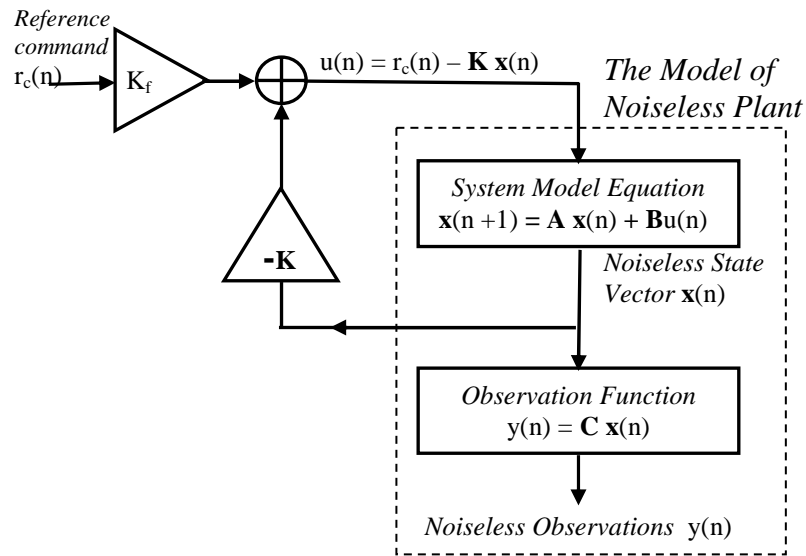 Reference
command
r_c(n)
K_f
u(n) = r_c(n) – K x(n)
The Model of
Noiseless Plant
System Model Equation
x(n +1) = A x(n) + Bu(n)
-K
Noiseless State
Vector x(n)
Observation Function
y(n) = C x(n)
Noiseless Observations y(n)